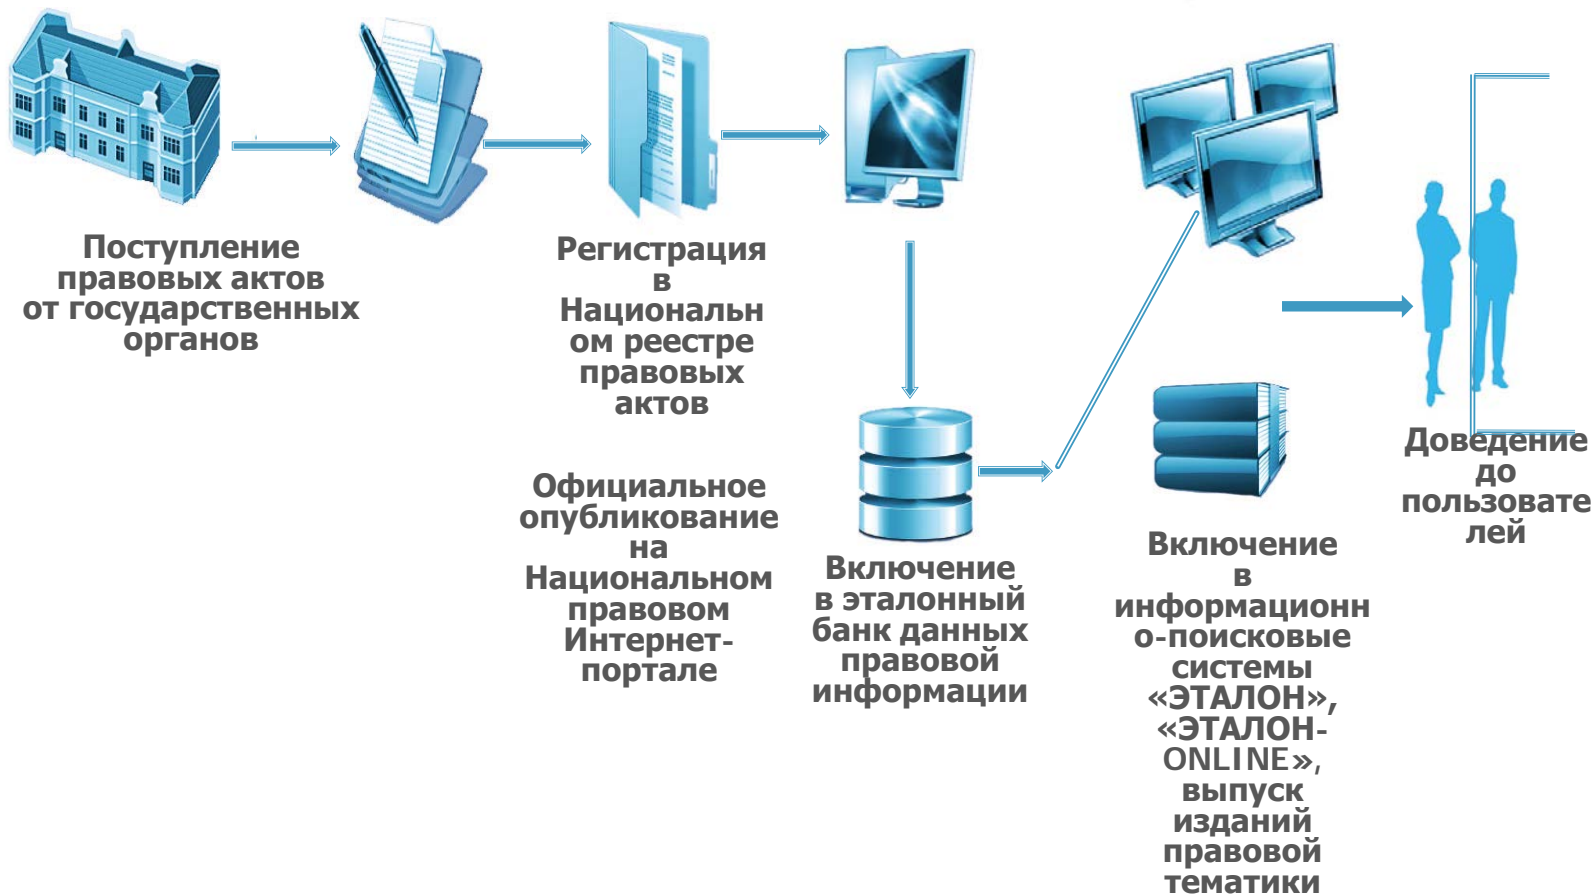 Поступление
правовых актов
от государственных
органов
Регистрация
в
Национальн
ом реестре
правовых
актов
Официальное
опубликование
на
Национальном
правовом
Интернет-
портале
Включение
в эталонный
банк данных
правовой
информации
Включение
в
информационн
о-поисковые
системы
«ЭТАЛОН»,
«ЭТАЛОН-
ONLINE»,
выпуск
изданий
правовой
тематики
Доведение
до
пользовате
лей